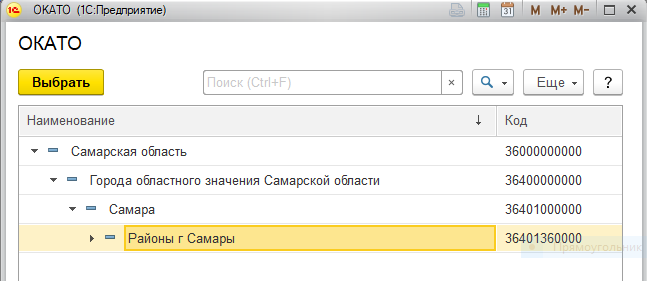 ОКАТО (1С:Предприятие)
M M+ M-
ОКАТО
Выбрать Поиск (Ctrl+F) × Еще ?
Наименование ↓ Код
Самарская область 36000000000
Города областного значения Самарской области 36400000000
Самара 36401000000
Районы г Самары 36401360000
Прямоугольник